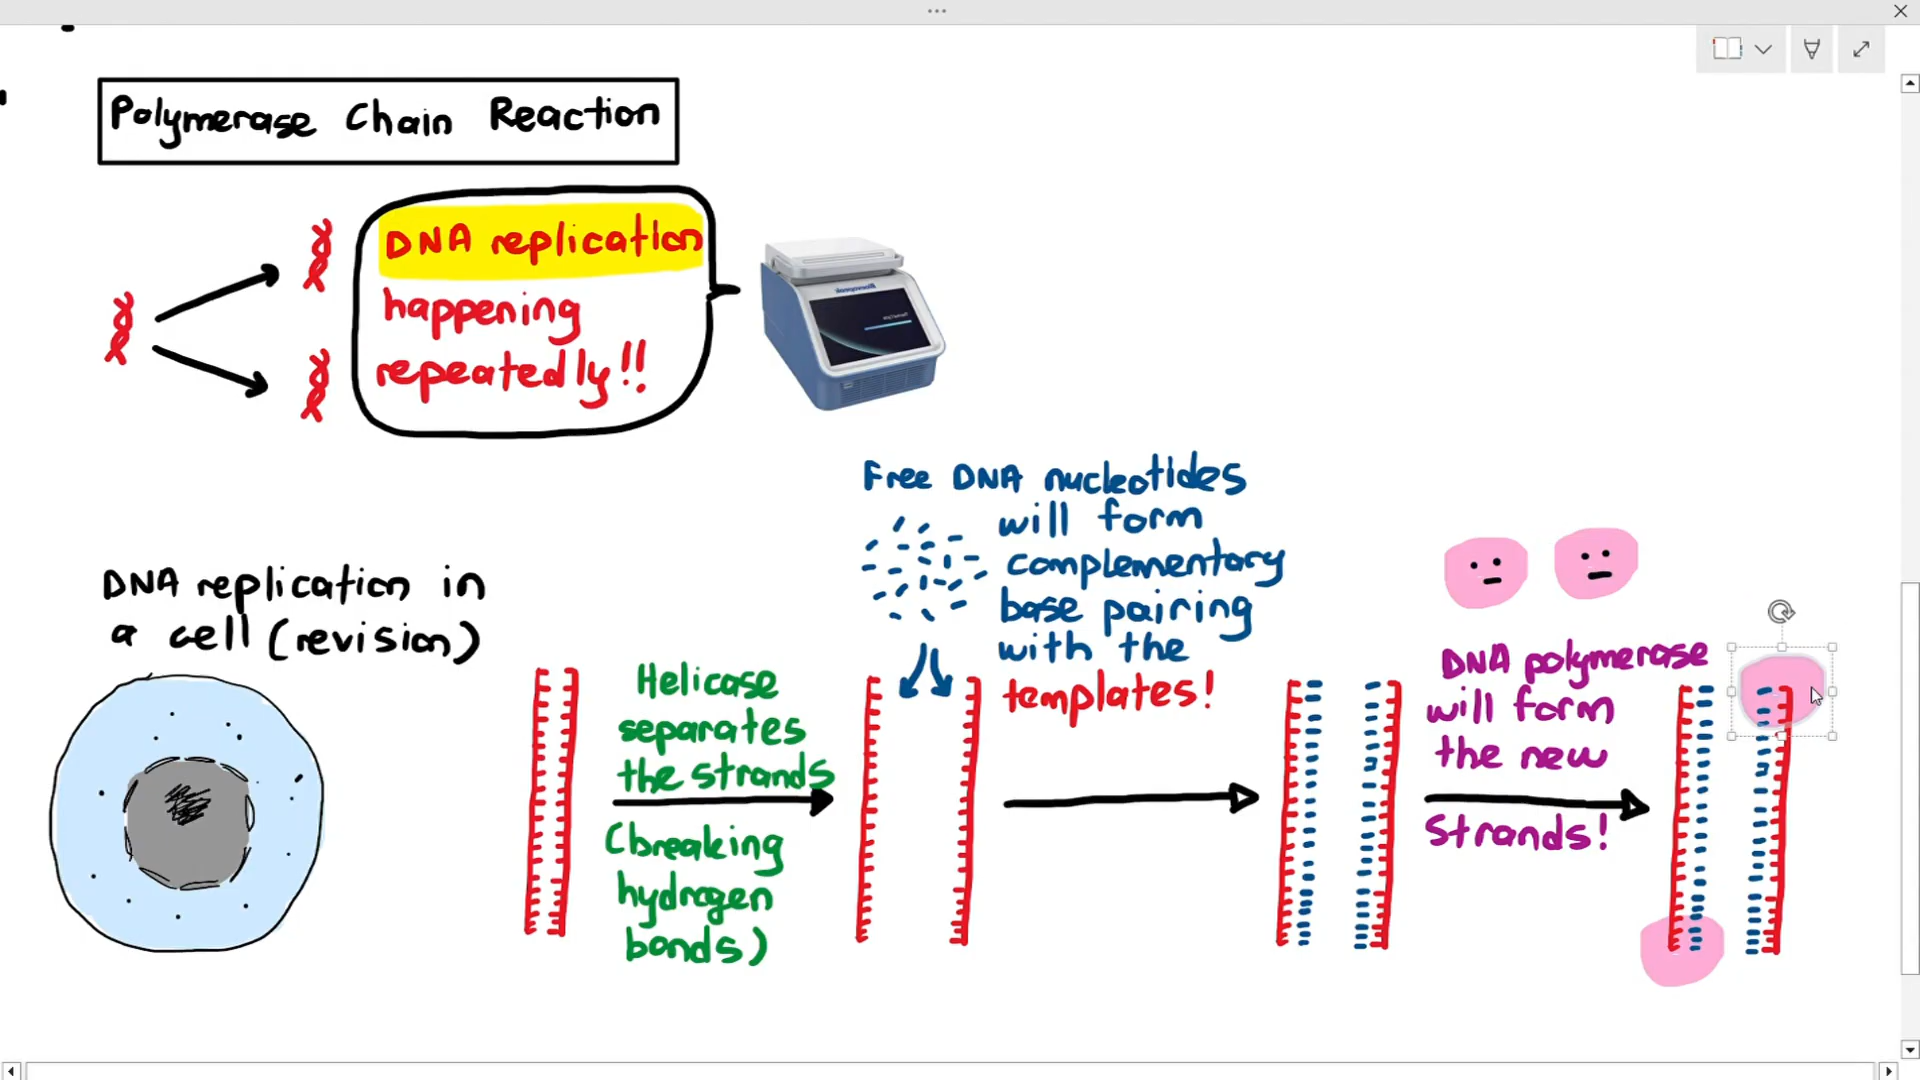 Polymerase Chain Reaction
DNA replication
happening
repeatedly!!
DNA replication in
a cell (revision)
Helicase
separates
the strands
(breaking
hydrogen
bonds)
Free DNA nucleotides
will form
complementary
base pairing
with the
templates!
DNA polymerase
will form
the new
strands!